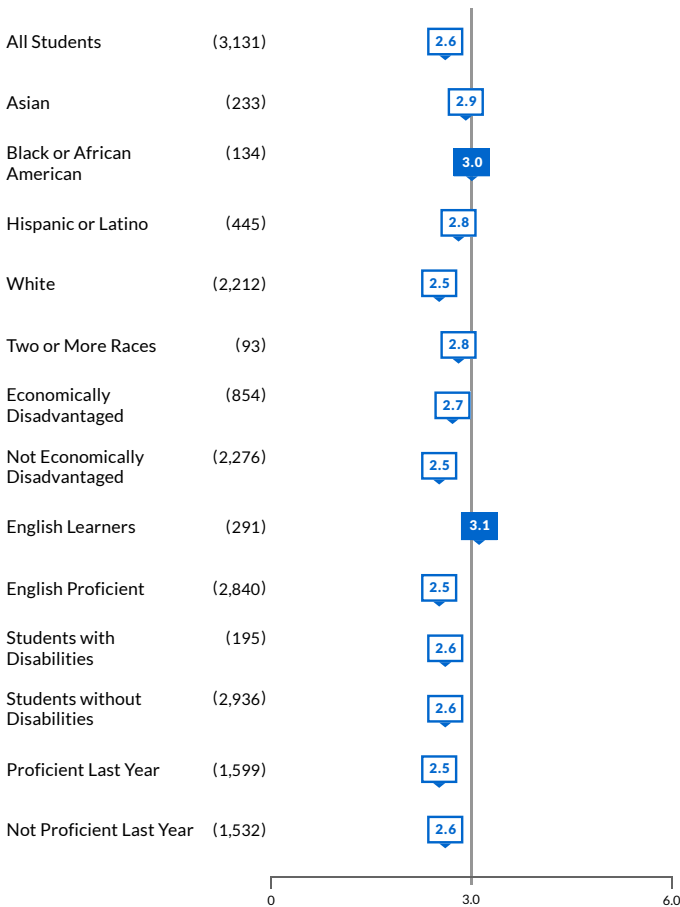 All Students (3,131) 2.6
Asian (233) 2.9
Black or African (134)
American 3.0
Hispanic or Latino (445) 2.8
White (2,212) 2.5
Two or More Races (93) 2.8
Economically (854)
Disadvantaged 2.7
Not Economically (2,276)
Disadvantaged 2.5
English Learners (291) 3.1
English Proficient (2,840) 2.5
Students with (195)
Disabilities 2.6
Students without (2,936)
Disabilities 2.6
Proficient Last Year (1,599) 2.5
Not Proficient Last Year (1,532) 2.6
0 3.0 6.0